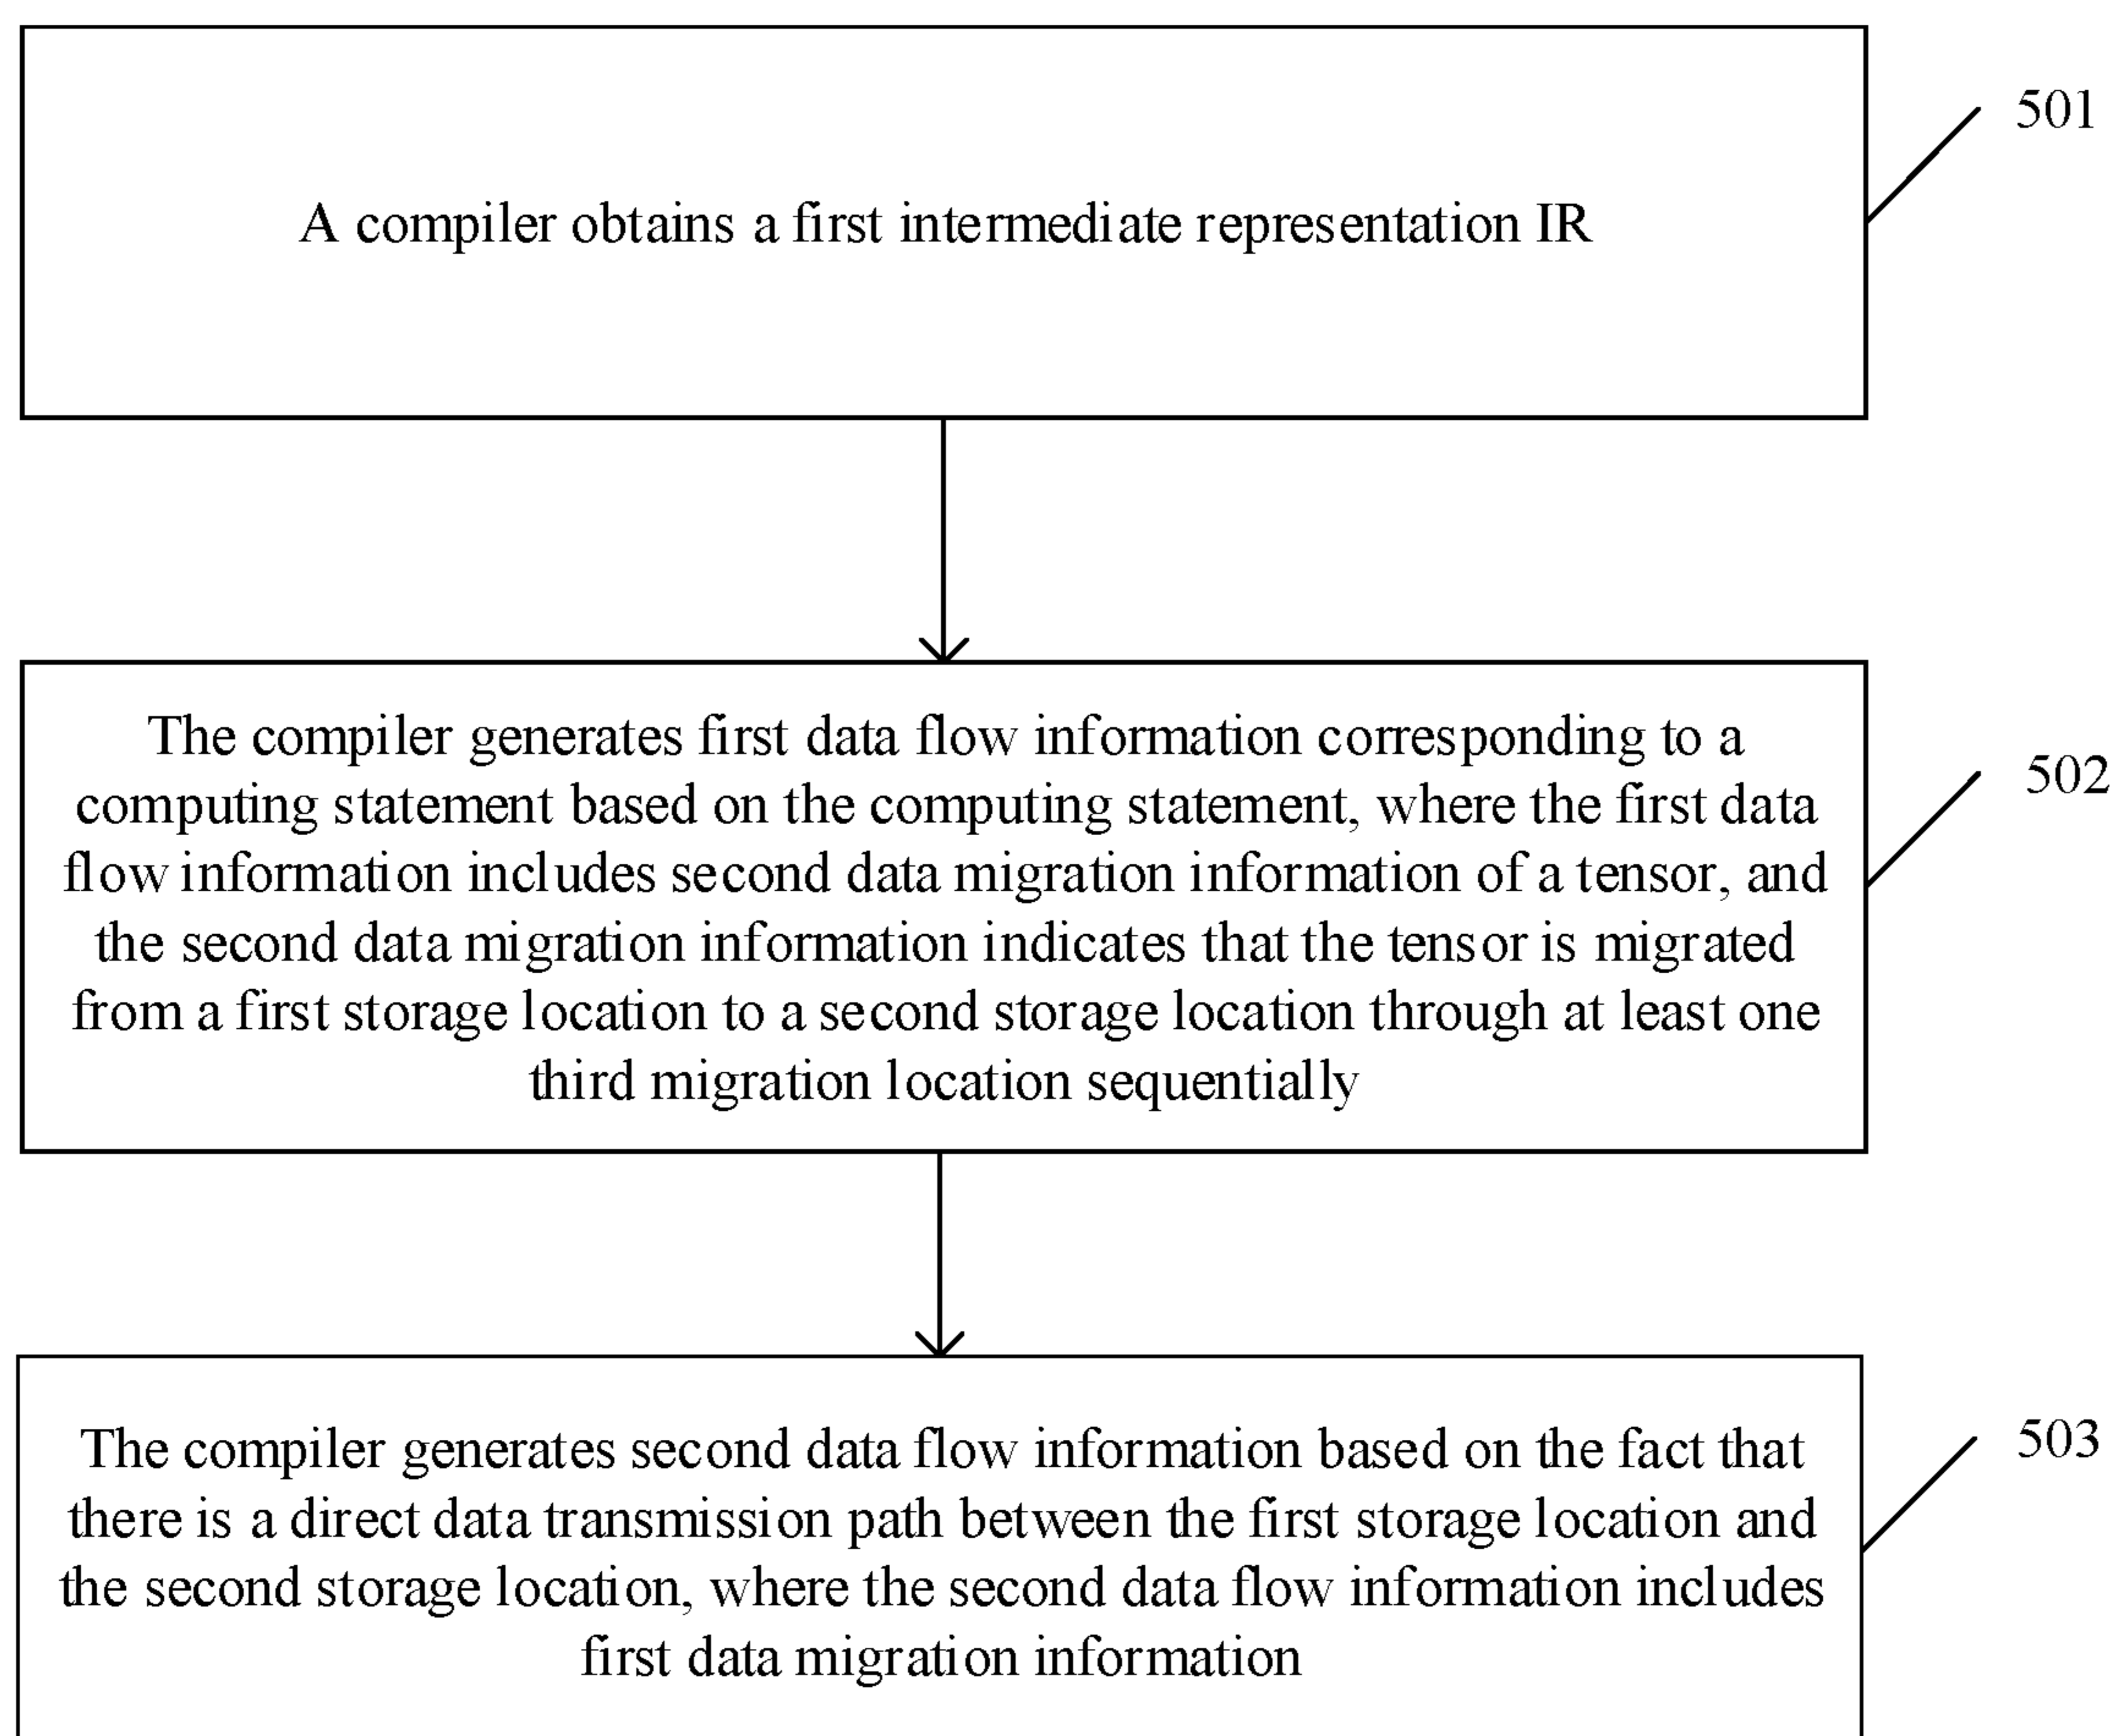 A compiler obtains a first intermediate representation IR
501
The compiler generates first data flow information corresponding to a
computing statement based on the computing statement, where the first data
flow information includes second data migration information of a tensor, and
the second data migration information indicates that the tensor is migrated
from a first storage location to a second storage location through at least one
third migration location sequentially
502
The compiler generates second data flow information based on the fact that
there is a direct data transmission path between the first storage location and
the second storage location, where the second data flow information includes
first data migration information
503